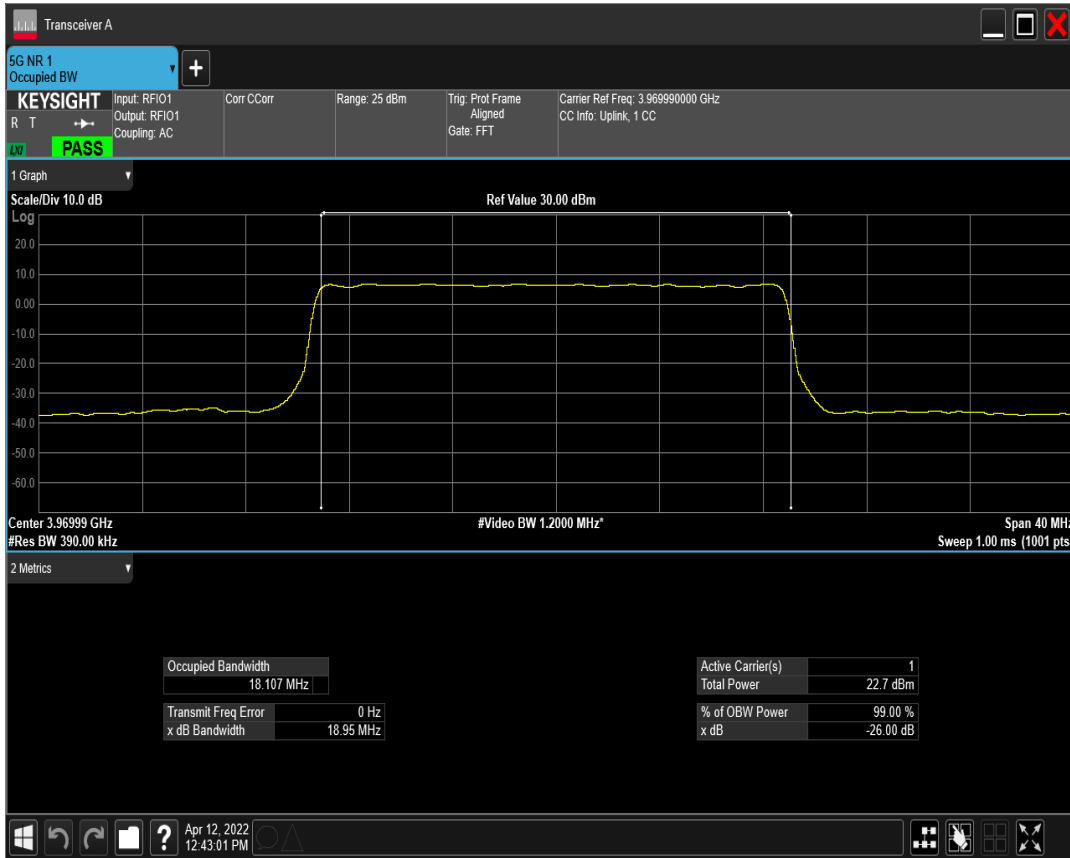 Transceiver A
5G NR 1
Occupied BW
KEYSIGHT
R T
LXI
PASS
Input: RFIO1
Output: RFIO1
Coupling: AC
Corr CCorr
Range: 25 dBm
Trig: Prot Frame
Aligned
Gate: FFT
Carrier Ref Freq: 3.969990000 GHz
CC Info: Uplink, 1 CC
1 Graph
Scale/Div 10.0 dB
Ref Value 30.00 dBm
Log
20.0
10.0
0.00
-10.0
-20.0
-30.0
-40.0
-50.0
-60.0
Center 3.96999 GHz
#Video BW 1.2000 MHz*
Span 40 MHz
#Res BW 390.00 kHz
Sweep 1.00 ms (1001 pts
2 Metrics
Occupied Bandwidth
18.107 MHz
Transmit Freq Error 0 Hz
x dB Bandwidth 18.95 MHz
Active Carrier(s) 1
Total Power 22.7 dBm
% of OBW Power 99.00 %
x dB -26.00 dB
?
Apr 12, 2022
12:43:01 PM